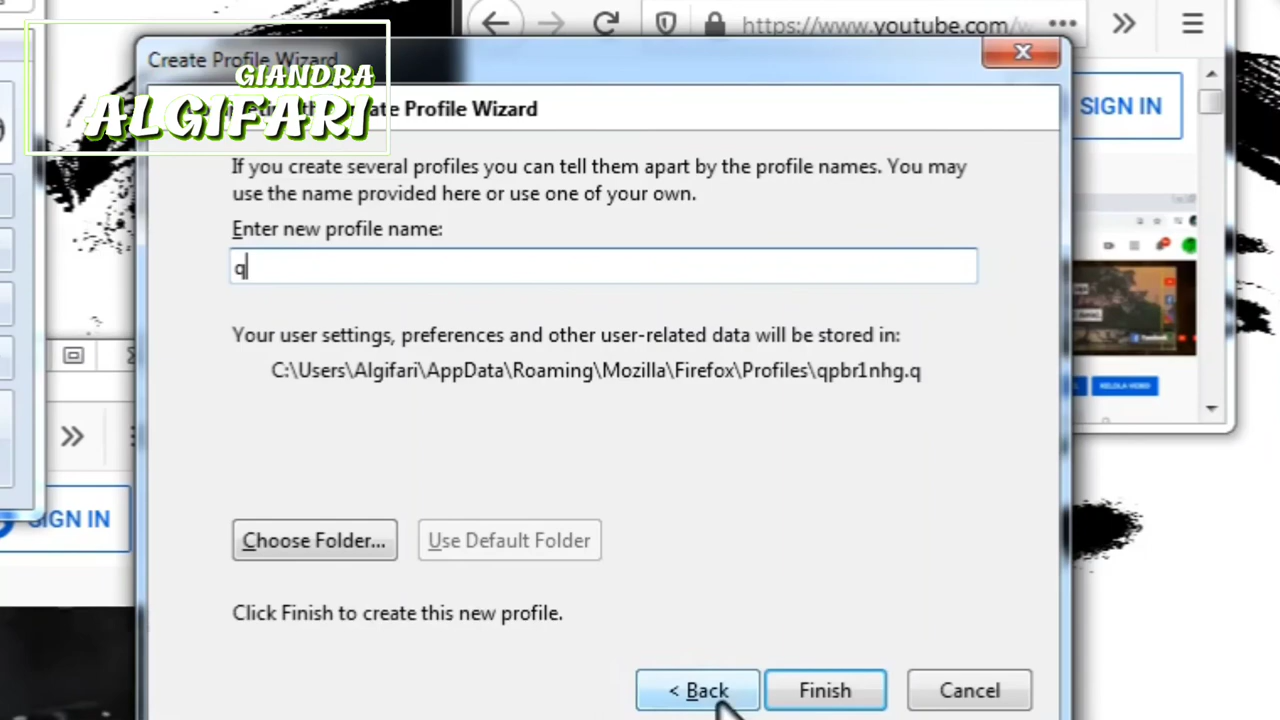 https://www.youtube.com/w
Create Profile Wizard
GIANDRA
ALGIFARI
ate Profile Wizard
SIGN IN
If you create several profiles you can tell them apart by the profile names. You may
use the name provided here or use one of your own.
Enter new profile name:
q
Your user settings, preferences and other user-related data will be stored in:
C:\Users\Algifari\AppData\Roaming\Mozilla\Firefox\Profiles\qpbr1nhg.q
KELOLA VIDEO
SIGN IN
Choose Folder...
Use Default Folder
Click Finish to create this new profile.
< Back
Finish
Cancel